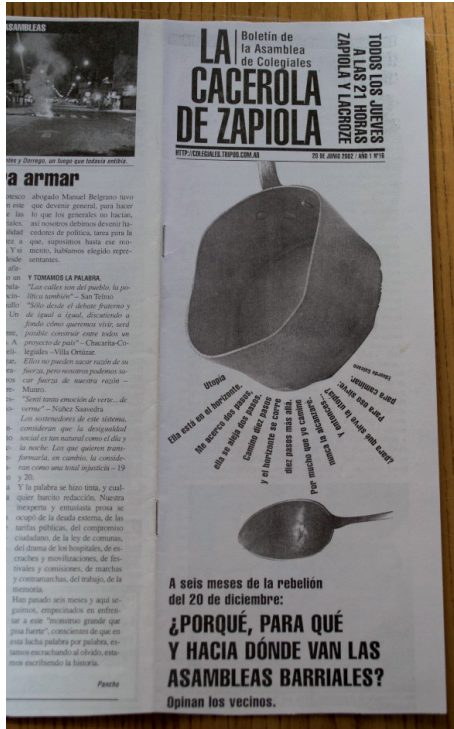 ASAMBLEAS
y Dorrego, un fuego que todavía entibia.
a armar
abogado Manuel Belgrano tuvo
que devenir general, para hacer
lo que los generales no hacían,
así nosotros debimos devenir ha-
cedores de política, tarea para la
que, supusimos hasta ese mo-
mento, habíamos elegido repre-
sentantes.
Y TOMAMOS LA PALABRA.
"Las calles son del pueblo, la po-
lítica también" – San Telmo
"Sólo desde el debate fraterno y
de igual a igual, discutiendo a
fondo cómo queremos vivir, será
posible construir entre todos un
proyecto de país" – Chacarita-Co-
legiales –Villa Ortúzar.
Ellos no pueden sacar razón de su
fuerza, pero nosotros podemos sa-
car fuerza de nuestra razón –
Munro.
"Sentí tanta emoción de verte... de
vernos" – Nuñez Saavedra
Los sostenedores de este sistema,
consideran que la desigualdad
social es tan natural como el día y
la noche. Los que quieren trans-
formarla, en cambio, la conside-
ran como una total injusticia – 19
y 20.
Y la palabra se hizo tinta, y cual-
quier barcito redacción. Nuestra
inexperta y entusiasta prosa se
ocupó de la deuda externa, de las
tarifas públicas, del compromiso
ciudadano, de la ley de comunas,
del drama de los hospitales, de es-
craches y movilizaciones, de fes-
tivales y comisiones, de marchas
y contramarchas, del trabajo, de la
memoria.
Han pasado seis meses y aquí se-
guimos, empecinados en enfren-
tar a este "monstruo grande que
pisa fuerte", conscientes de que en
esta lucha palabra por palabra, es-
tamos escrachando al olvido, esta-
mos escribiendo la historia.
Pancho
LA
CACEROLA
DE ZAPIOLA
Boletín de
la Asamblea
de Colegiales
TODOS LOS JUEVES
A LAS 21 HORAS
ZAPIOLA Y LACROZE
HTTP://COLEGIALES.TRIPOD.COM.AR
20 DE JUNIO 2002 / AÑO 1 Nº16
Utopía
Ella está en el horizonte.
Me acerco dos pasos,
ella se aleja dos pasos.
Camino diez pasos
y el horizonte se corre
diez pasos más allá.
Por mucho que yo camino
nunca la alcanzaré.
Y entonces...
¿Para qué sirve la utopía?
Para eso sirve:
para caminar.
Eduardo Galeano
A seis meses de la rebelión
del 20 de diciembre:
¿PORQUÉ, PARA QUÉ
Y HACIA DÓNDE VAN LAS
ASAMBLEAS BARRIALES?
Opinan los vecinos.